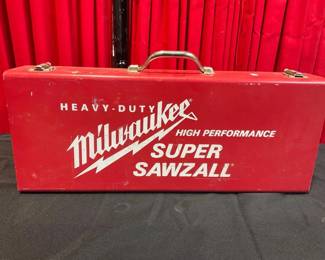 HEAVY-DUTY
Milwaukee
HIGH PERFORMANCE
SUPER
SAWZALL®